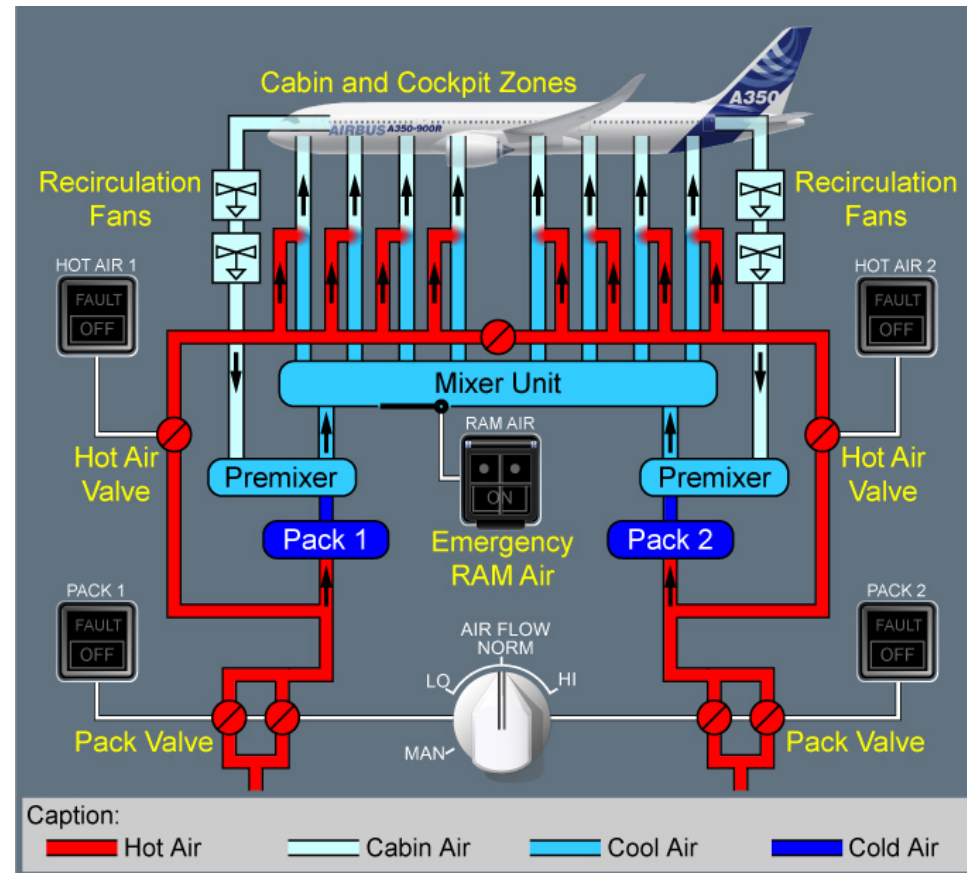 Cabin and Cockpit Zones
A350
AIRBUS A350-900R
Recirculation
Fans
Recirculation
Fans
HOT AIR 1
FAULT
OFF
HOT AIR 2
FAULT
OFF
Mixer Unit
RAM AIR
ON
Hot Air
Valve
Hot Air
Valve
Premixer
Premixer
Pack 1
Emergency
RAM Air
Pack 2
PACK 1
FAULT
OFF
PACK 2
FAULT
OFF
AIR FLOW
NORM
LO
HI
MAN
Pack Valve
Pack Valve
Caption:
Hot Air
Cabin Air
Cool Air
Cold Air